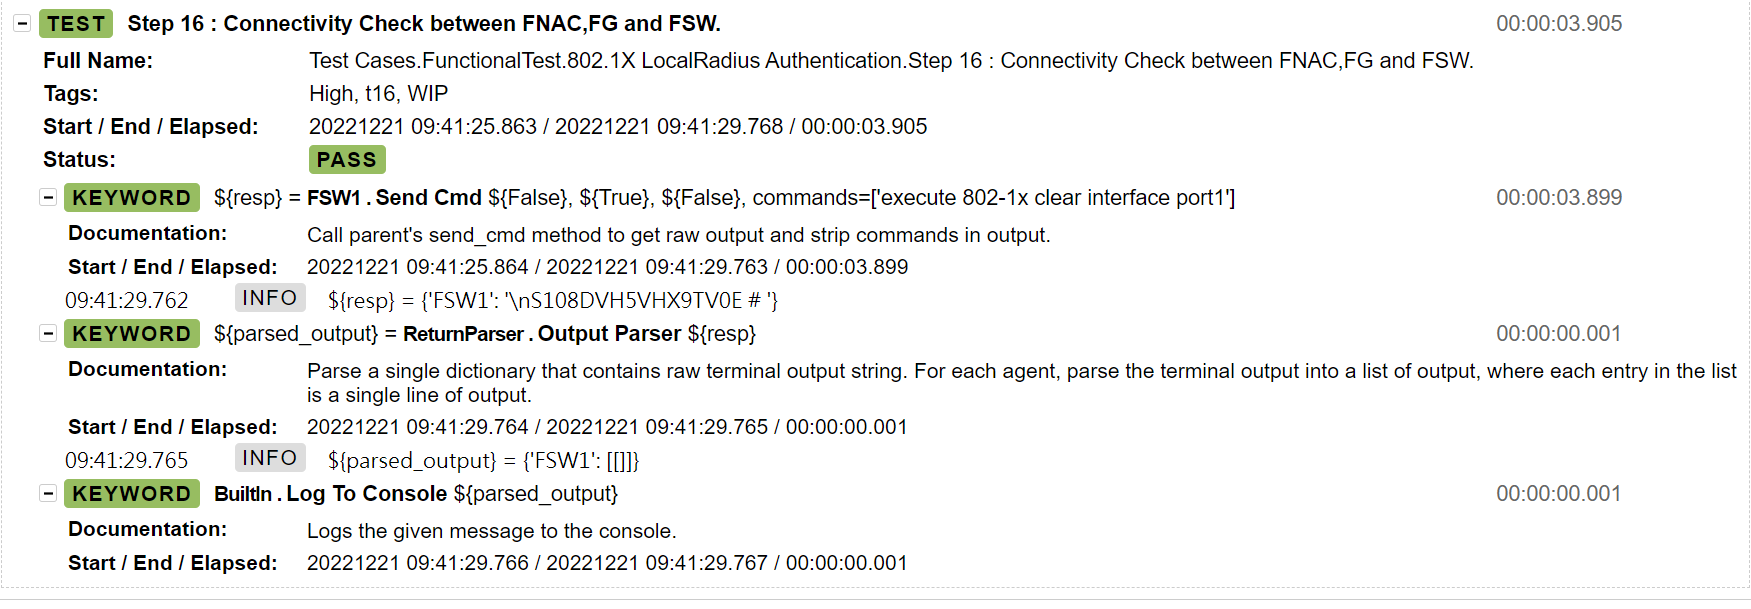 TEST Step 16 : Connectivity Check between FNAC,FG and FSW. 00:00:03.905
Full Name: Test Cases.FunctionalTest.802.1X LocalRadius Authentication.Step 16 : Connectivity Check between FNAC,FG and FSW.
Tags: High, t16, WIP
Start / End / Elapsed: 20221221 09:41:25.863 / 20221221 09:41:29.768 / 00:00:03.905
Status: PASS
KEYWORD ${resp} = FSW1 . Send Cmd ${False}, ${True}, ${False}, commands=['execute 802-1x clear interface port1'] 00:00:03.899
Documentation: Call parent's send_cmd method to get raw output and strip commands in output.
Start / End / Elapsed: 20221221 09:41:25.864 / 20221221 09:41:29.763 / 00:00:03.899
09:41:29.762 INFO ${resp} = {'FSW1': '\nS108DVH5VHX9TV0E # '}
KEYWORD ${parsed_output} = ReturnParser . Output Parser ${resp} 00:00:00.001
Documentation: Parse a single dictionary that contains raw terminal output string. For each agent, parse the terminal output into a list of output, where each entry in the list
is a single line of output.
Start / End / Elapsed: 20221221 09:41:29.764 / 20221221 09:41:29.765 / 00:00:00.001
09:41:29.765 INFO ${parsed_output} = {'FSW1': [[]]}
KEYWORD BuiltIn . Log To Console ${parsed_output} 00:00:00.001
Documentation: Logs the given message to the console.
Start / End / Elapsed: 20221221 09:41:29.766 / 20221221 09:41:29.767 / 00:00:00.001